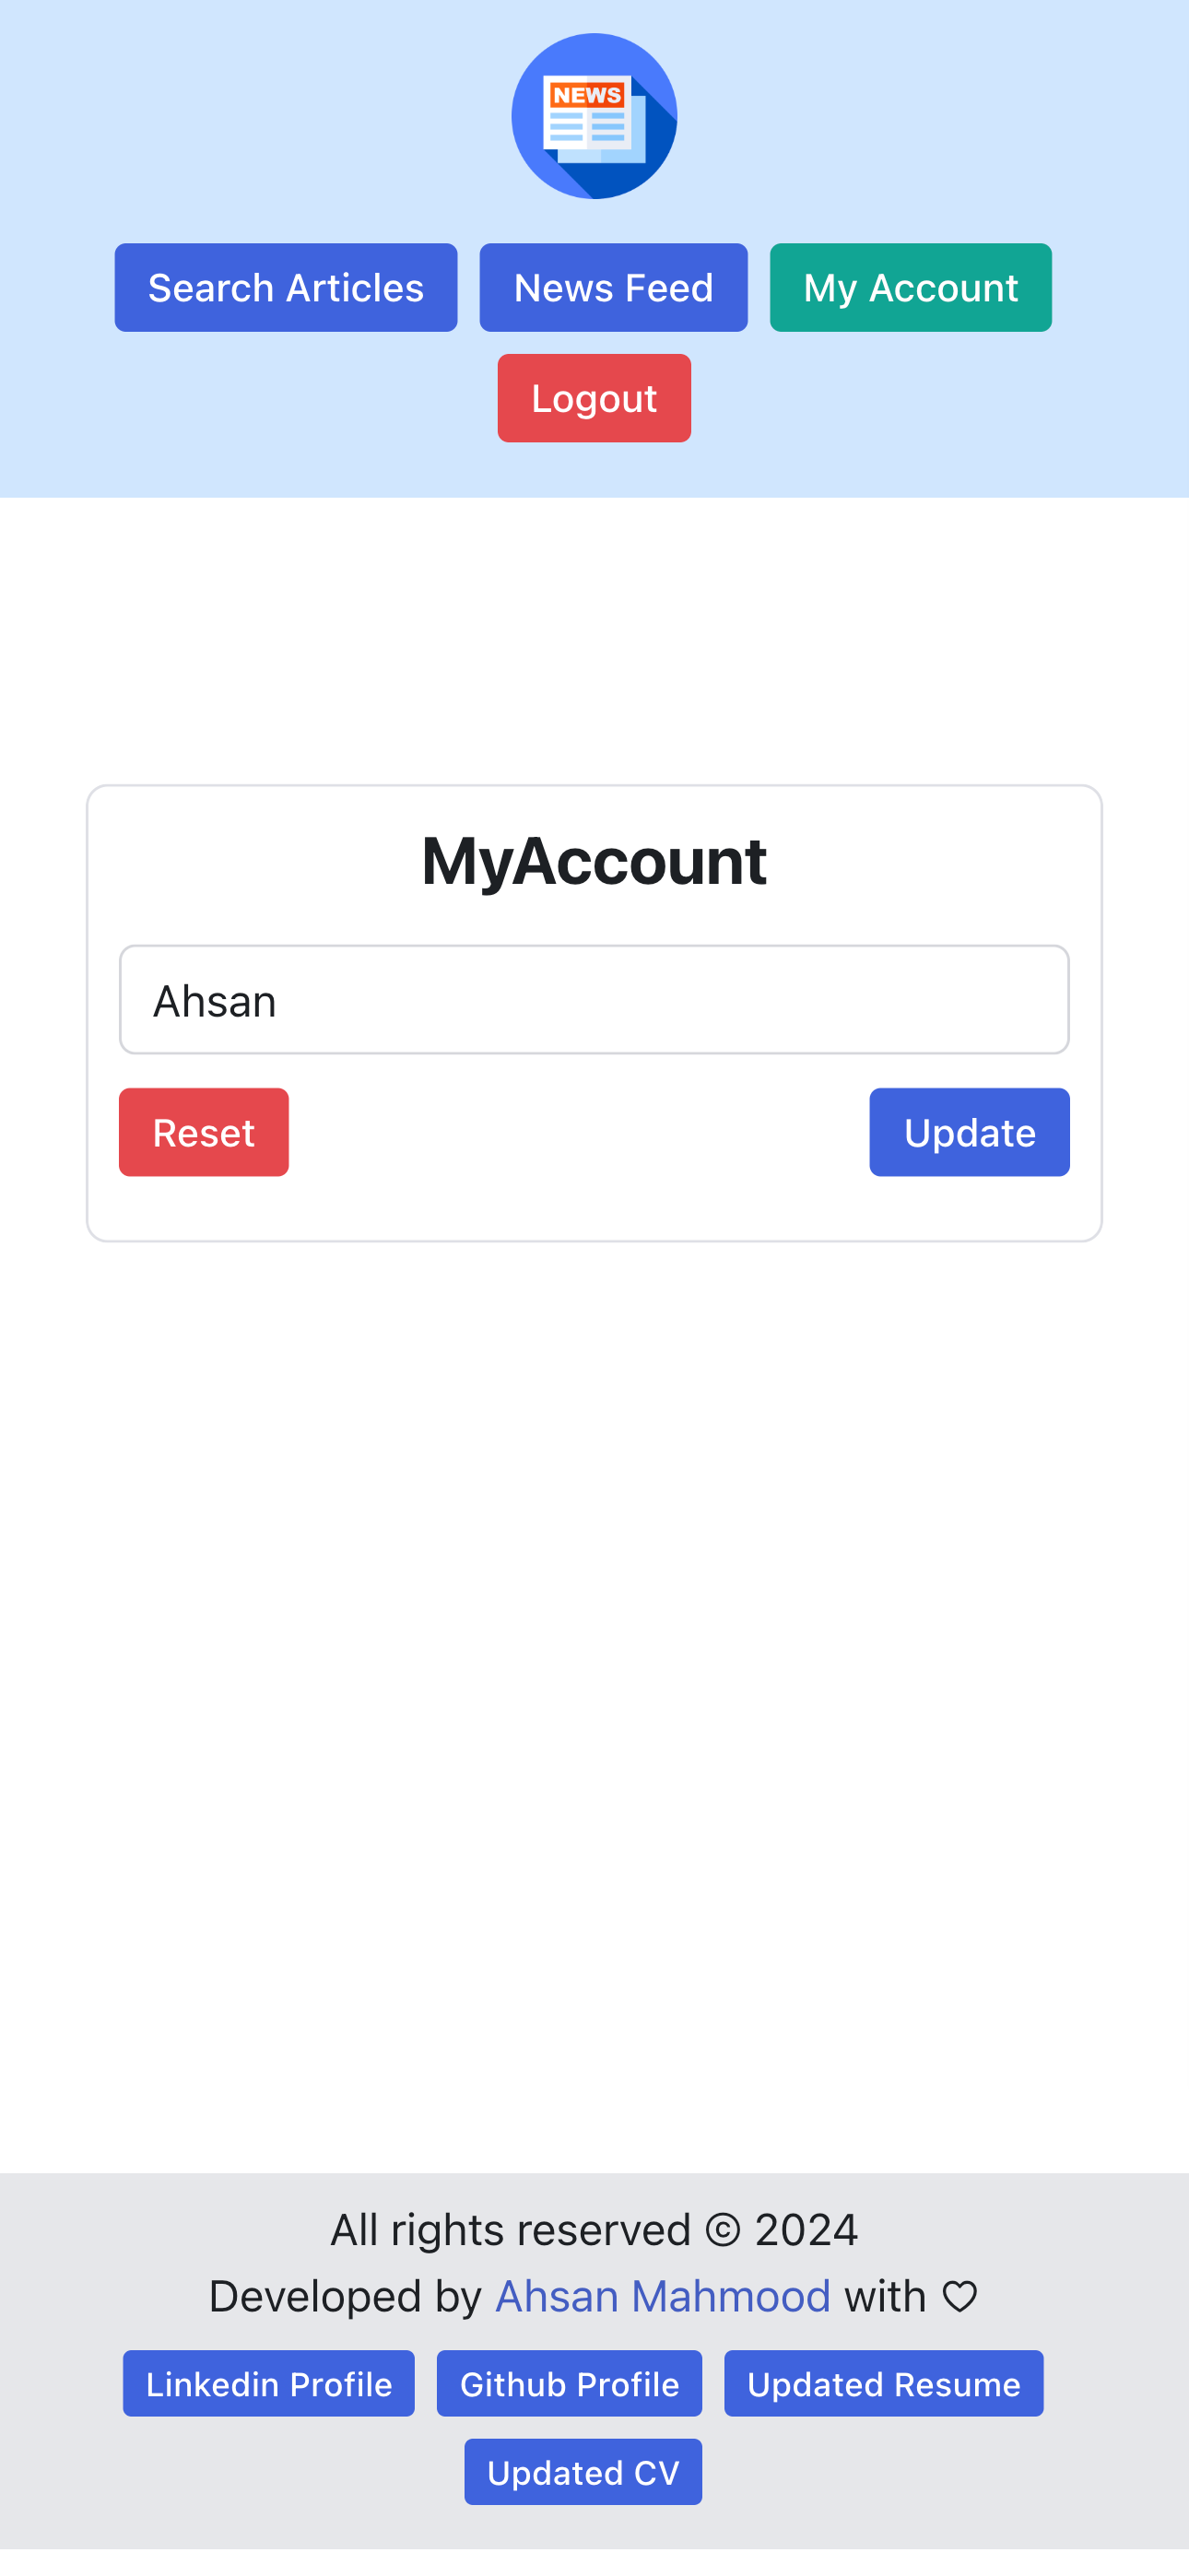 NEWS
Search Articles News Feed My Account
Logout
MyAccount
Ahsan
Reset Update
All rights reserved © 2024
Developed by Ahsan Mahmood with ♡
Linkedin Profile Github Profile Updated Resume
Updated CV